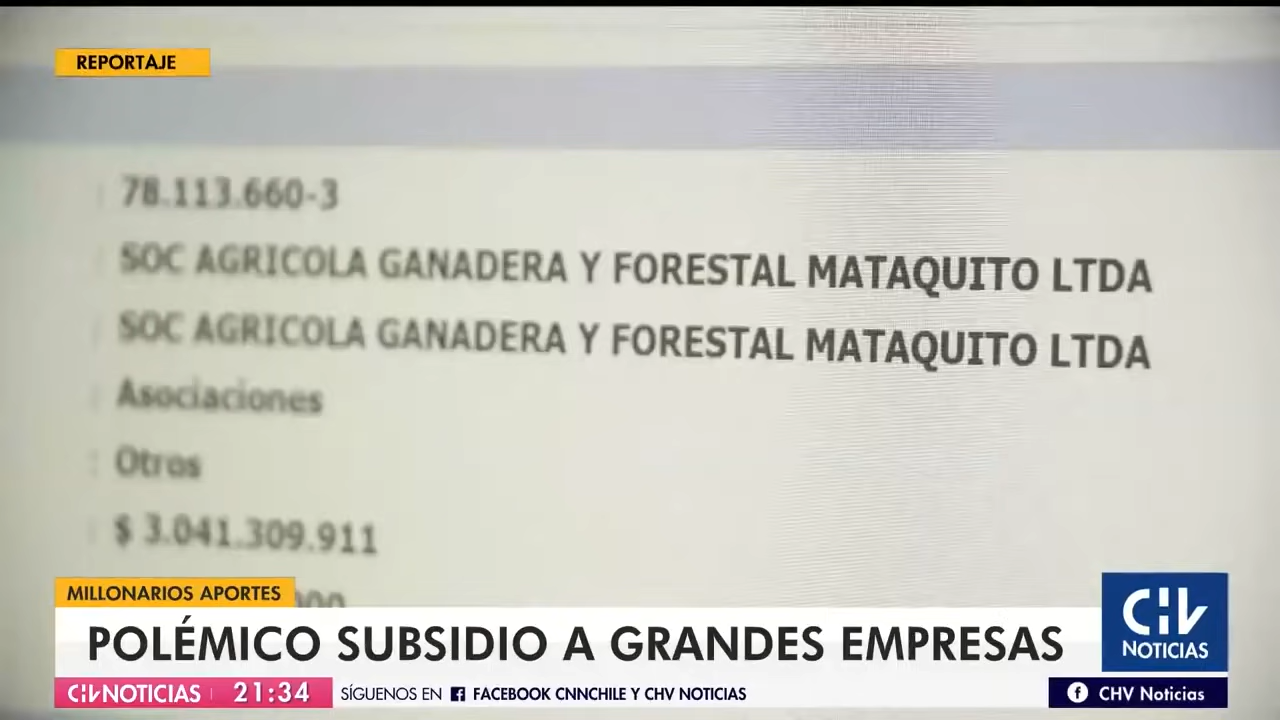 REPORTAJE
: 78.113.660-3
: SOC AGRICOLA GANADERA Y FORESTAL MATAQUITO LTDA
: SOC AGRICOLA GANADERA Y FORESTAL MATAQUITO LTDA
: Asociaciones
: Otros
: $ 3.041.309.911
MILLONARIOS APORTES
POLÉMICO SUBSIDIO A GRANDES EMPRESAS
CHV
NOTICIAS
CHV NOTICIAS 21:34 SÍGUENOS EN FACEBOOK CNNCHILE Y CHV NOTICIAS
CHV Noticias